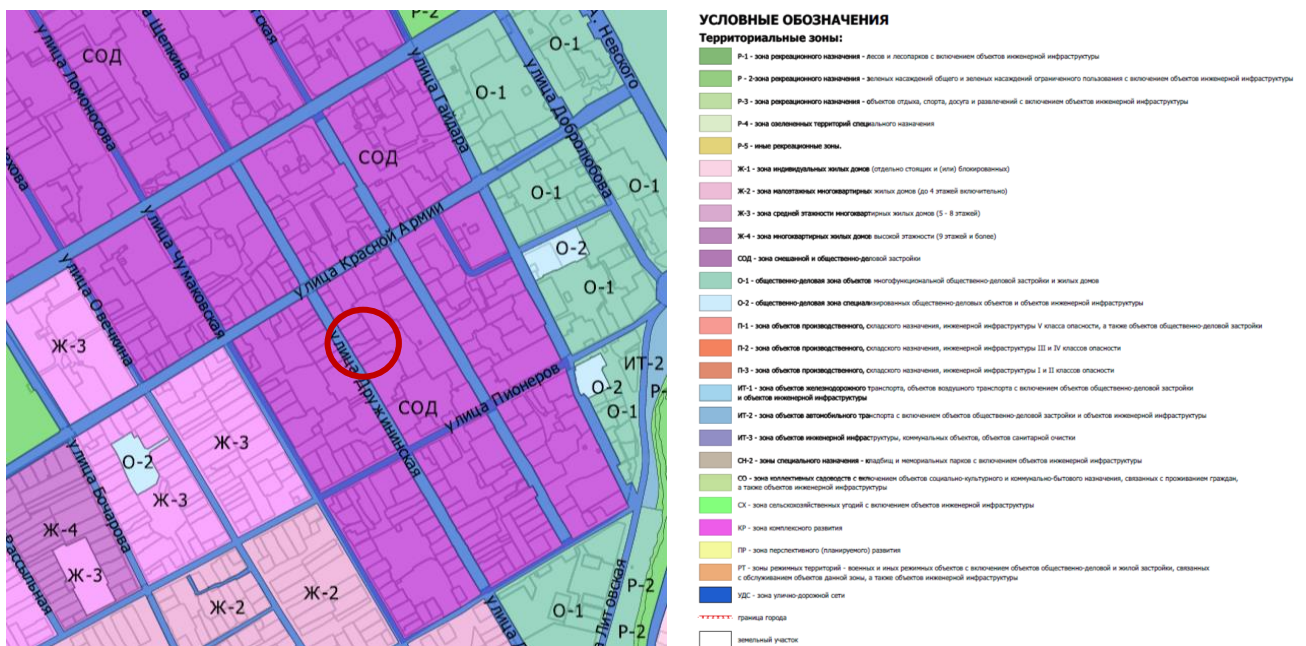 Р-2
СОД
улица Щепкина
улица Ломоносова
улица Гайдара
О-1
А. Невского
О-1
улица Добролюбова
СОД
О-1
О-1
улица Красной Армии
улица Чумаковская
О-2
О-1
улица Овечкина
Ж-3
улица Дружининская
СОД
улица Пионеров
ИТ-2
О-2
О-1
Р-
О-2
Ж-3
Ж-3
улица Бочарова
Ж-4
Ж-3
Ж-2
Ж-2
О-1
Литовская
Р-2
Р-2
УСЛОВНЫЕ ОБОЗНАЧЕНИЯ
Территориальные зоны:
Р-1 - зона рекреационного назначения - лесов и лесопарков с включением объектов инженерной инфраструктуры
Р - 2-зона рекреационного назначения - зеленых насаждений общего и зеленых насаждений ограниченного пользования с включением объектов инженерной инфраструктуры
Р-3 - зона рекреационного назначения - объектов отдыха, спорта, досуга и развлечений с включением объектов инженерной инфраструктуры
Р-4 - зона озелененных территорий специального назначения
Р-5 - иные рекреационные зоны.
Ж-1 - зона индивидуальных жилых домов (отдельно стоящих и (или) блокированных)
Ж-2 - зона малоэтажных многоквартирных жилых домов (до 4 этажей включительно)
Ж-3 - зона средней этажности многоквартирных жилых домов (5 - 8 этажей)
Ж-4 - зона многоквартирных жилых домов высокой этажности (9 этажей и более)
СОД - зона смешанной и общественно-деловой застройки
О-1 - общественно-деловая зона объектов многофункциональной общественно-деловой застройки и жилых домов
О-2 - общественно-деловая зона специализированных общественно-деловых объектов и объектов инженерной инфраструктуры
П-1 - зона объектов производственного, складского назначения, инженерной инфраструктуры V класса опасности, а также объектов общественно-деловой застройки
П-2 - зона объектов производственного, складского назначения, инженерной инфраструктуры III и IV классов опасности
П-3 - зона объектов производственного, складского назначения, инженерной инфраструктуры I и II классов опасности
ИТ-1 - зона объектов железнодорожного транспорта, объектов воздушного транспорта с включением объектов общественно-деловой застройки
и объектов инженерной инфраструктуры
ИТ-2 - зона объектов автомобильного транспорта с включением объектов общественно-деловой застройки и объектов инженерной инфраструктуры
ИТ-3 - зона объектов инженерной инфраструктуры, коммунальных объектов, объектов санитарной очистки
СН-2 - зоны специального назначения - кладбищ и мемориальных парков с включением объектов инженерной инфраструктуры
СО - зона коллективных садоводств с включением объектов социально-культурного и коммунально-бытового назначения, связанных с проживанием граждан,
а также объектов инженерной инфраструктуры
СХ - зона сельскохозяйственных угодий с включением объектов инженерной инфраструктуры
КР - зона комплексного развития
ПР - зона перспективного (планируемого) развития
РТ - зоны режимных территорий - военных и иных режимных объектов с включением объектов общественно-деловой и жилой застройки, связанных
с обслуживанием объектов данной зоны, а также объектов инженерной инфраструктуры
УДС - зона улично-дорожной сети
граница города
земельный участок